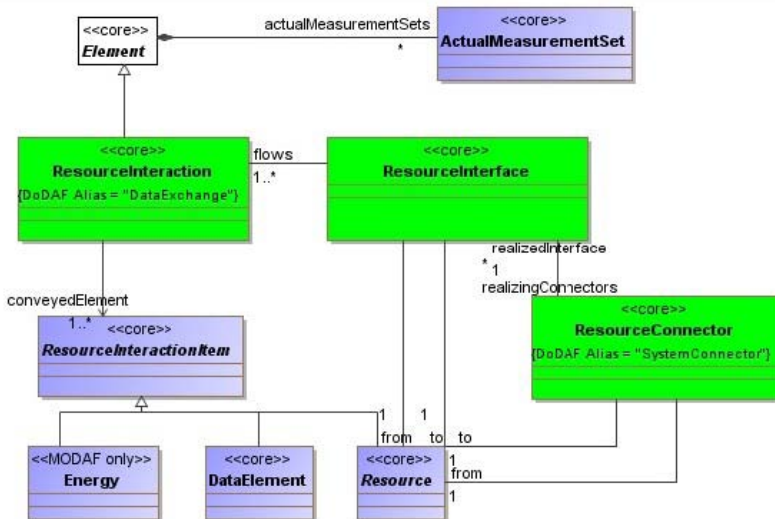 <<core>>
Element
actualMeasurementSets
*
<<core>>
ActualMeasurementSet
<<core>>
ResourceInteraction
{DoDAF Alias = "DataExchange"}
flows
1..*
<<core>>
ResourceInterface
realizedInterface
* 1
realizingConnectors
conveyedElement
1..*
<<core>>
ResourceInteractionItem
<<core>>
ResourceConnector
{DoDAF Alias = "SystemConnector"}
1 1
from to to
<<MODAF only>>
Energy
<<core>>
DataElement
<<core>>
Resource
1
from
1